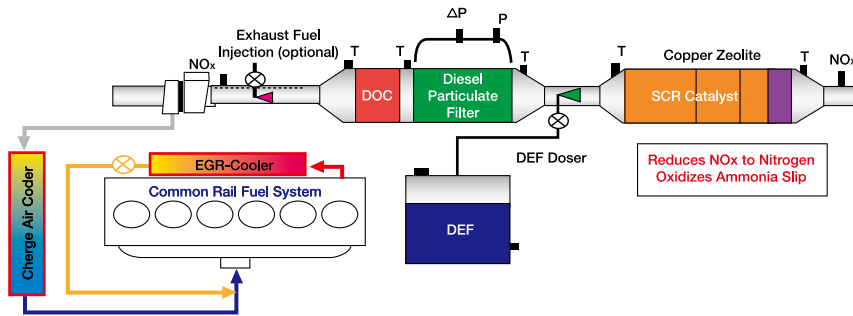 ΔP
P
Exhaust Fuel
Injection (optional)
NOx
T
T
T
T
Copper Zeolite
T
NOx
DOC
Diesel
Particulate
Filter
SCR Catalyst
DEF Doser
Reduces NOx to Nitrogen
Oxidizes Ammonia Slip
EGR-Cooler
Common Rail Fuel System
DEF
Cherge Air Coder